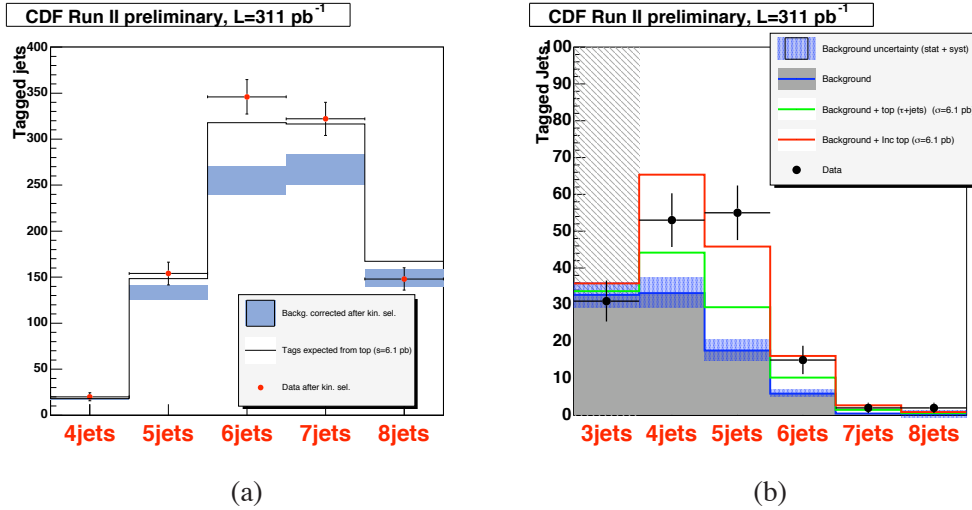 CDF Run II preliminary, L=311 pb-1
Tagged jets
400
350
300
250
200
150
100
50
0
Backg. corrected after kin. sel.
Tags expected from top (s=6.1 pb)
Data after kin. sel.
4jets 5jets 6jets 7jets 8jets
(a)
CDF Run II preliminary, L=311 pb-1
Tagged Jets
100
90
80
70
60
50
40
30
20
10
0
Background uncertainty (stat + syst)
Background
Background + top (τ+jets) (σ=6.1 pb
Background + Inc top (σ=6.1 pb)
Data
3jets 4jets 5jets 6jets 7jets 8jets
(b)